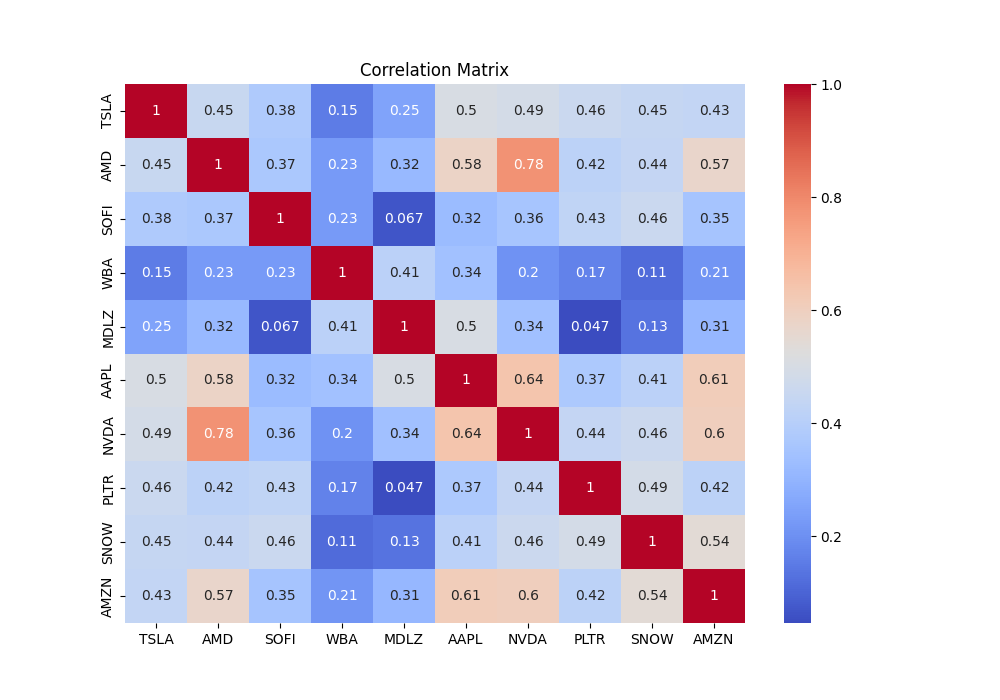 Correlation Matrix
TSLA 1 0.45 0.38 0.15 0.25 0.5 0.49 0.46 0.45 0.43
AMD 0.45 1 0.37 0.23 0.32 0.58 0.78 0.42 0.44 0.57
SOFI 0.38 0.37 1 0.23 0.067 0.32 0.36 0.43 0.46 0.35
WBA 0.15 0.23 0.23 1 0.41 0.34 0.2 0.17 0.11 0.21
MDLZ 0.25 0.32 0.067 0.41 1 0.5 0.34 0.047 0.13 0.31
AAPL 0.5 0.58 0.32 0.34 0.5 1 0.64 0.37 0.41 0.61
NVDA 0.49 0.78 0.36 0.2 0.34 0.64 1 0.44 0.46 0.6
PLTR 0.46 0.42 0.43 0.17 0.047 0.37 0.44 1 0.49 0.42
SNOW 0.45 0.44 0.46 0.11 0.13 0.41 0.46 0.49 1 0.54
AMZN 0.43 0.57 0.35 0.21 0.31 0.61 0.6 0.42 0.54 1
TSLA AMD SOFI WBA MDLZ AAPL NVDA PLTR SNOW AMZN
1.0
0.8
0.6
0.4
0.2